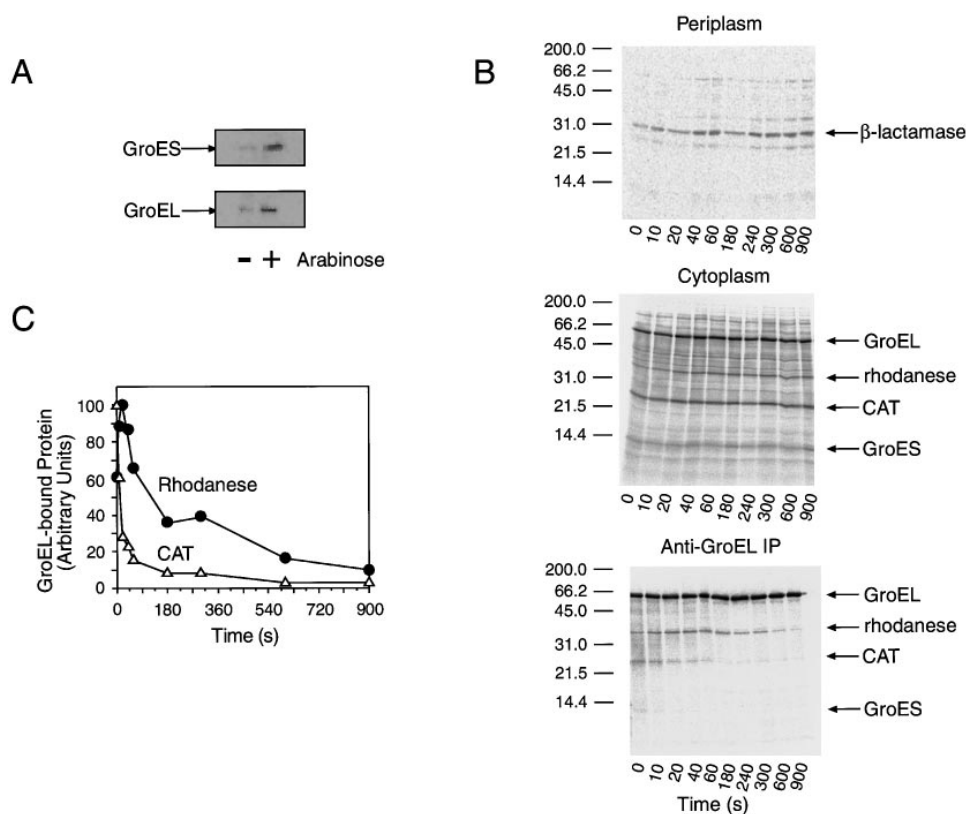 A
GroES
GroEL
- + Arabinose
B
Periplasm
200.0
66.2
45.0
31.0
21.5
14.4
β-lactamase
0 10 20 40 60 180 240 300 600 900
Cytoplasm
200.0
66.2
45.0
31.0
21.5
14.4
GroEL
rhodanese
CAT
GroES
0 10 20 40 60 180 240 300 600 900
Anti-GroEL IP
200.0
66.2
45.0
31.0
21.5
14.4
GroEL
rhodanese
CAT
GroES
0 10 20 40 60 180 240 300 600 900
Time (s)
C
GroEL-bound Protein
(Arbitrary Units)
100
80
60
40
20
10
0
Rhodanese
CAT
0 180 360 540 720 900
Time (s)